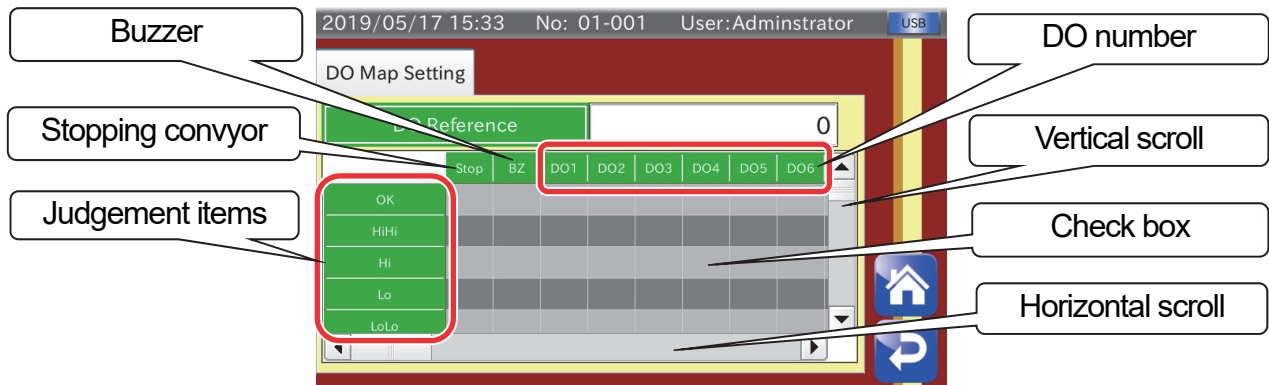 Buzzer
2019/05/17 15:33 No: 01-001 User:Adminstrator USB
DO number
DO Map Setting
Stopping convyor
DO Reference 0
Vertical scroll
Stop BZ DO1 DO2 DO3 DO4 DO5 DO6
Judgement items
OK
HiHi
Check box
Hi
Lo
Horizontal scroll
LoLo